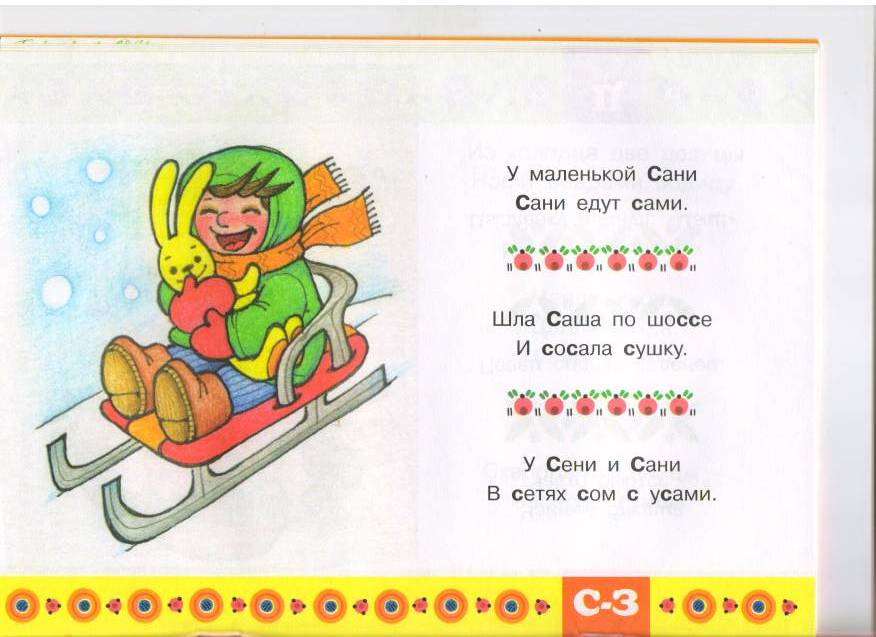 У маленькой Сани
Сани едут сами.
Шла Саша по шоссе
И сосала сушку.
У Сени и Сани
В сетях сом с усами.
С-З